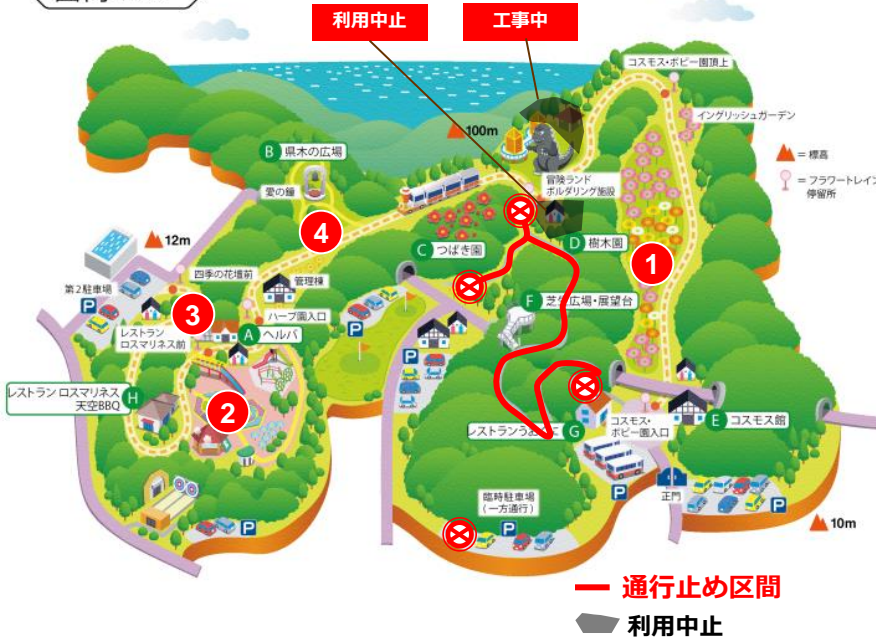 利用中止
工事中
コスモス・ポピー園頂上
イングリッシュガーデン
100m
= 標高
= フラワートレイン
停留所
B 県木の広場
愛の鐘
冒険ランド
ボルダリング施設
12m
4
C つばき園
D 樹木園
1
四季の花壇前
管理棟
第2駐車場
P
3
ハーブ園入口
F 芝生広場・展望台
レストラン
ロスマリネス前
A ヘルバ
P
P
レストラン ロスマリネス
天空BBQ
H
2
レストランう
G
コスモス・
ポピー園入口
E コスモス館
P
正門
P
臨時駐車場
(一方通行)
P
P
10m
通行止め区間
利用中止